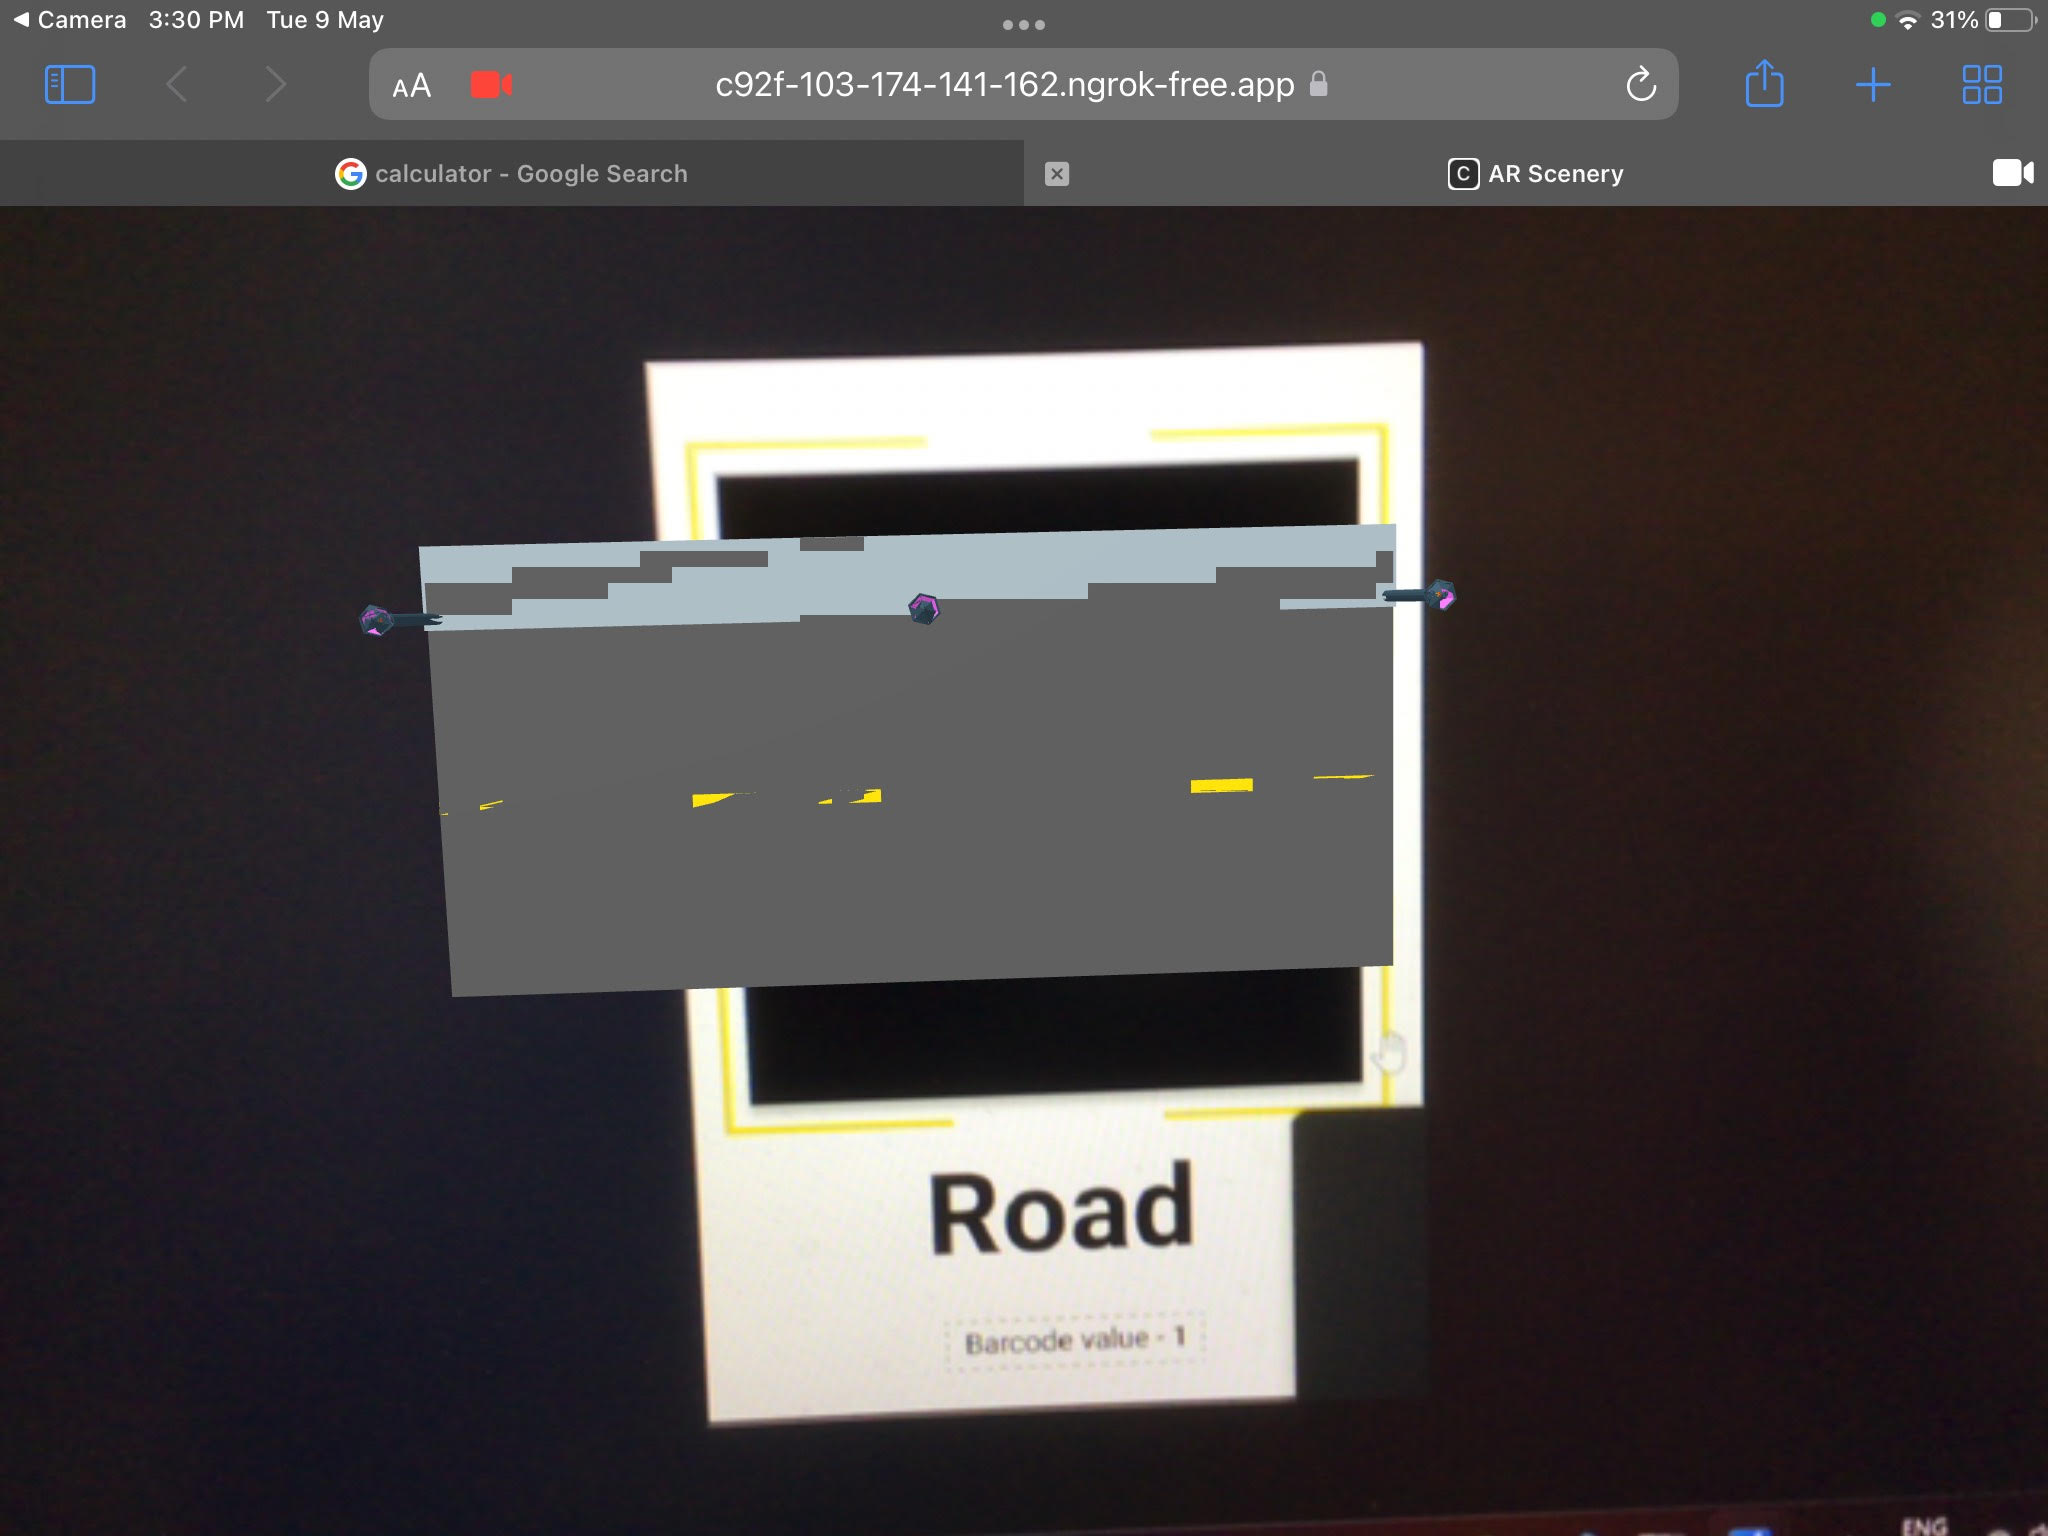 Camera 3:30 PM Tue 9 May
31%
AA c92f-103-174-141-162.ngrok-free.app
calculator - Google Search
C AR Scenery
Road
Barcode value - 1
ENG